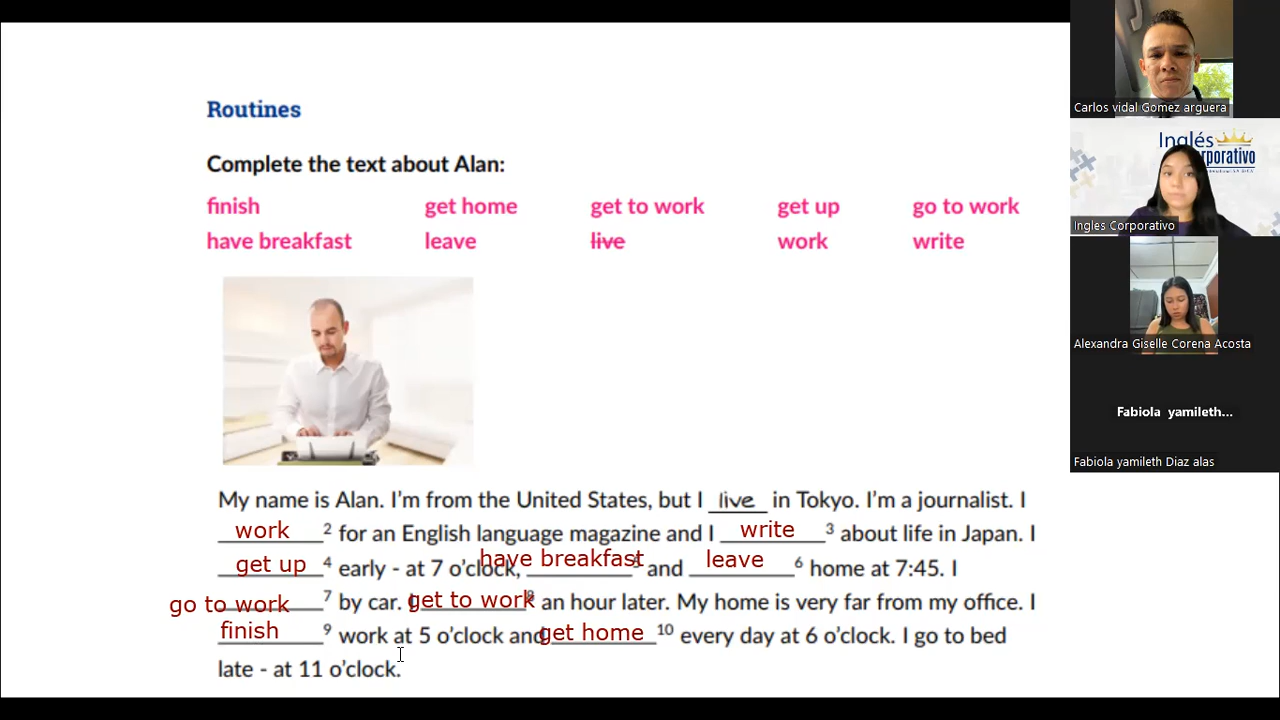 Routines
Complete the text about Alan:
finish get home get to work get up go to work
have breakfast leave live work write
My name is Alan. I'm from the United States, but I live in Tokyo. I'm a journalist. I
work 2 for an English language magazine and I write 3 about life in Japan. I
get up 4 early - at 7 o'clock, have breakfast 5 and leave 6 home at 7:45. I
go to work 7 by car. I get to work 8 an hour later. My home is very far from my office. I
finish 9 work at 5 o'clock and get home 10 every day at 6 o'clock. I go to bed
late - at 11 o'clock.
Carlos vidal Gomez arguera
Inglés
Corporativo
Ingles Corporativo
Alexandra Giselle Corena Acosta
Fabiola yamileth...
Fabiola yamileth Diaz alas